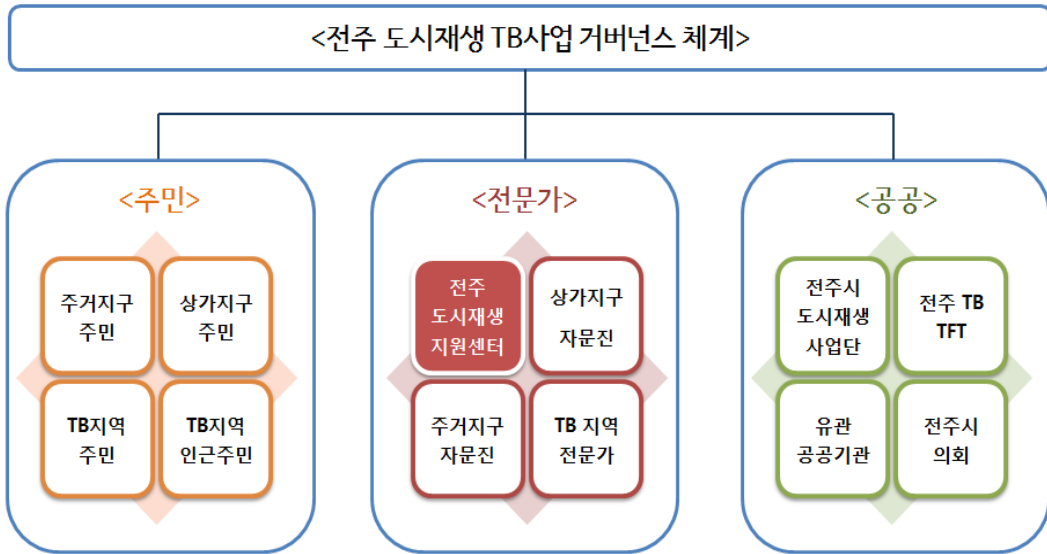 <전주 도시재생 TB사업 거버넌스 체계>
<주민>
주거지구
주민
상가지구
주민
TB지역
주민
TB지역
인근주민
<전문가>
전주
도시재생
지원센터
상가지구
자문진
주거지구
자문진
TB 지역
전문가
<공공>
전주시
도시재생
사업단
전주 TB
TFT
유관
공공기관
전주시
의회